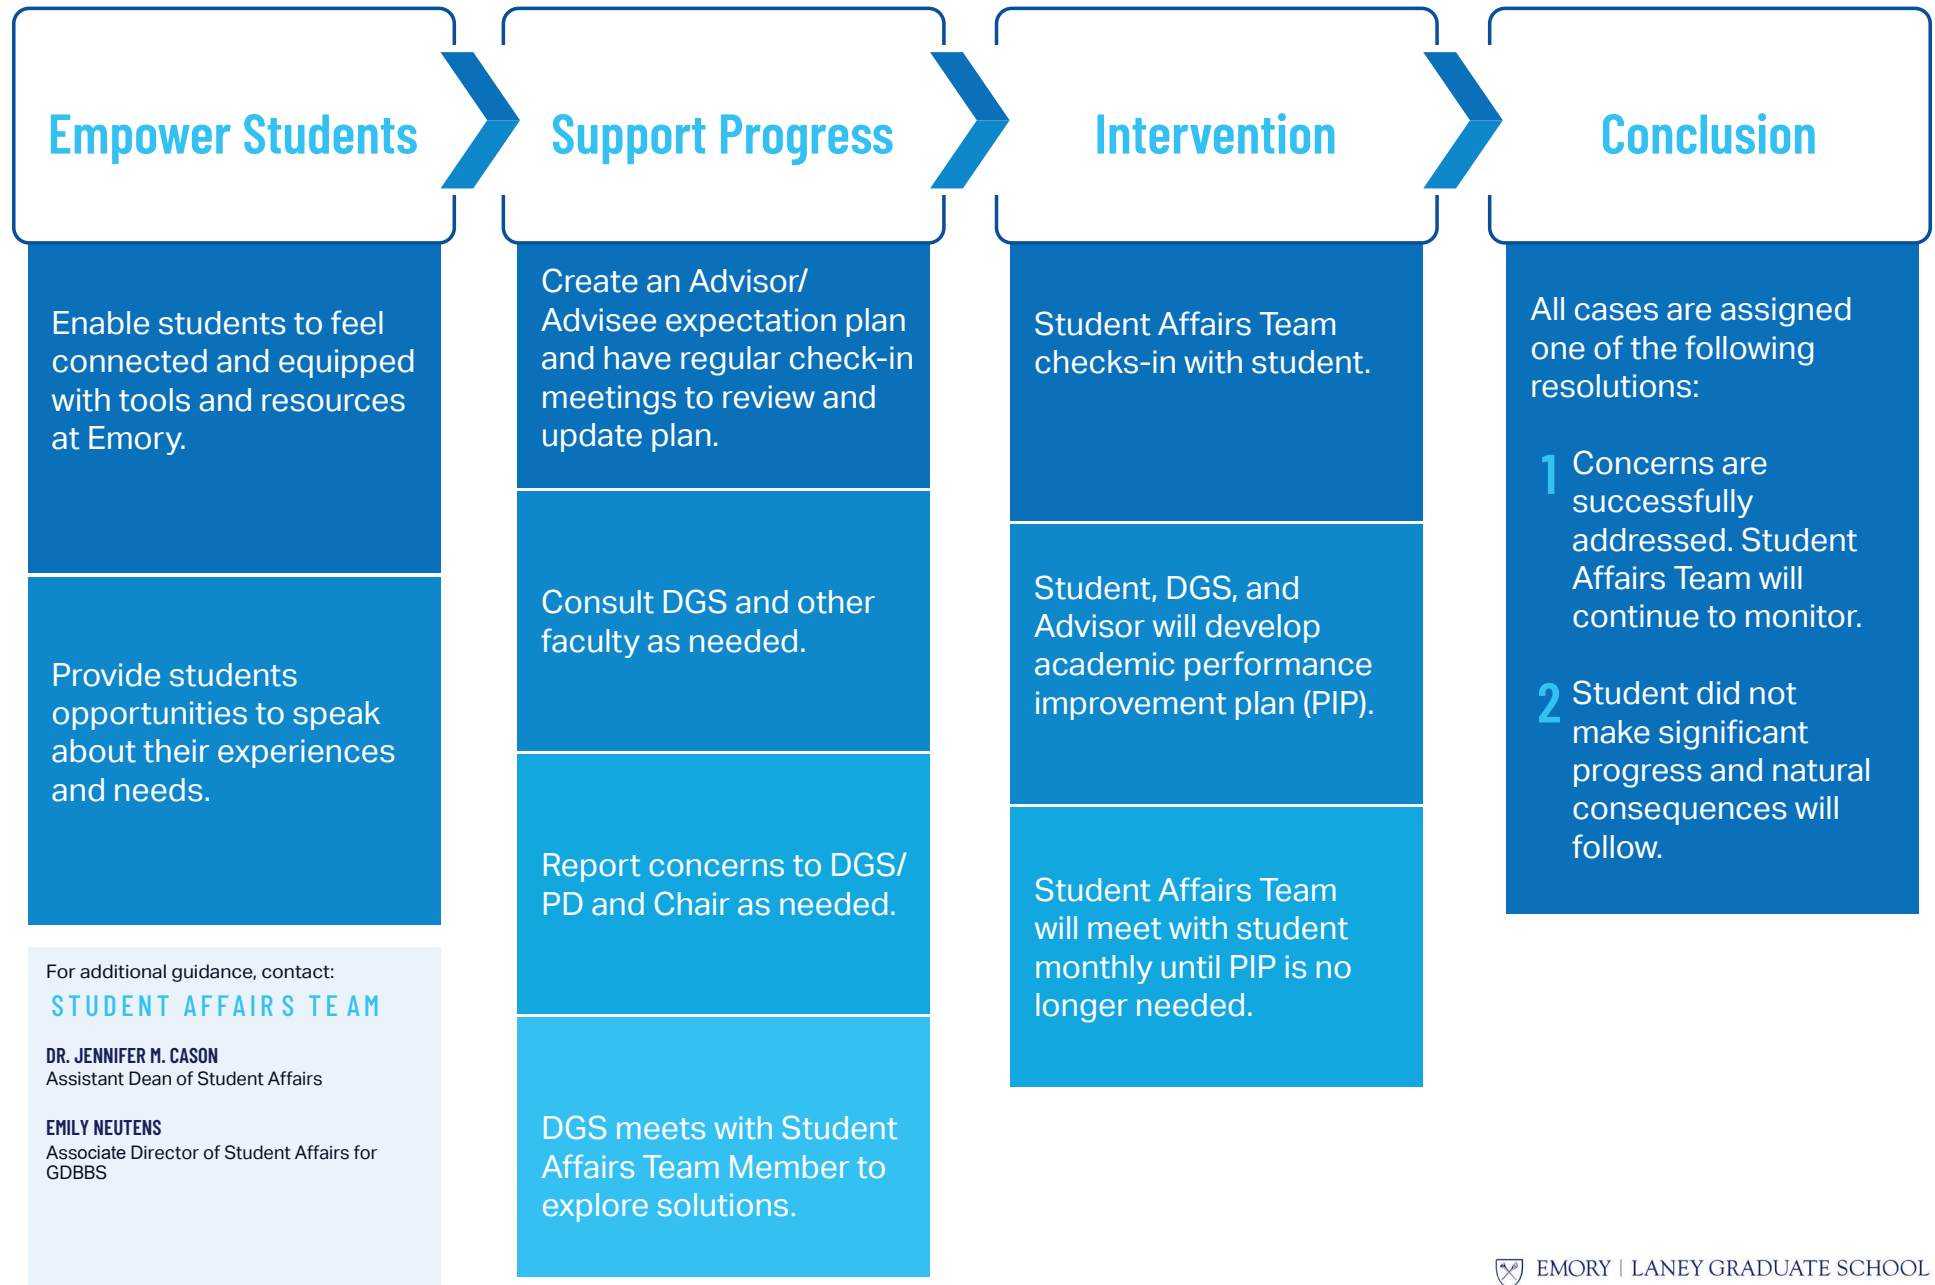 Empower Students
Support Progress
Intervention
Conclusion
Enable students to feel
connected and equipped
with tools and resources
at Emory.
Provide students
opportunities to speak
about their experiences
and needs.
For additional guidance, contact:
STUDENT AFFAIRS TEAM
DR. JENNIFER M. CASON
Assistant Dean of Student Affairs
EMILY NEUTENS
Associate Director of Student Affairs for
GDBBS
Create an Advisor/
Advisee expectation plan
and have regular check-in
meetings to review and
update plan.
Consult DGS and other
faculty as needed.
Report concerns to DGS/
PD and Chair as needed.
DGS meets with Student
Affairs Team Member to
explore solutions.
Student Affairs Team
checks-in with student.
Student, DGS, and
Advisor will develop
academic performance
improvement plan (PIP).
Student Affairs Team
will meet with student
monthly until PIP is no
longer needed.
All cases are assigned
one of the following
resolutions:
1 Concerns are
successfully
addressed. Student
Affairs Team will
continue to monitor.
2 Student did not
make significant
progress and natural
consequences will
follow.
EMORY | LANEY GRADUATE SCHOOL